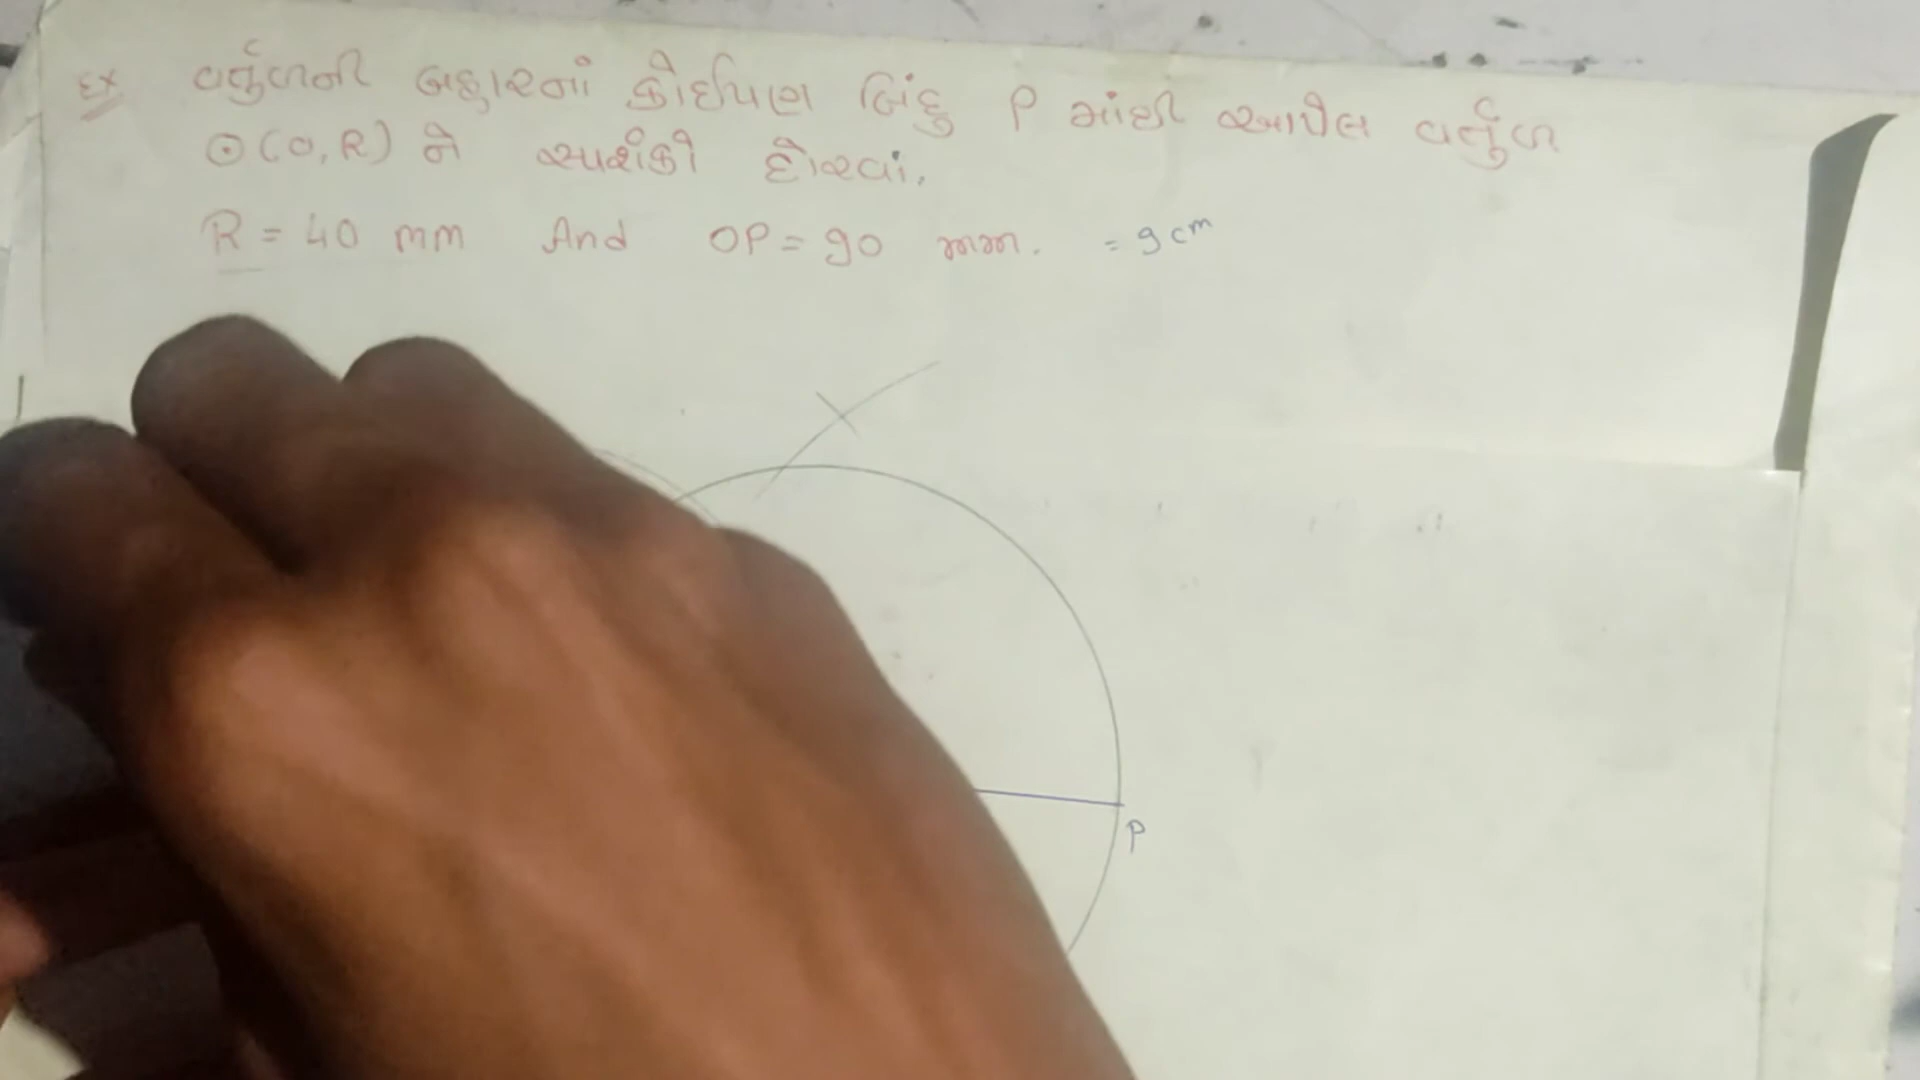 Ex વર્તુળની બહારનાં કોઈપણ બિંદુ P માંથી આપેલ વર્તુળ
⊙(O,R) ને સ્પર્શકો દોરવાં.
R = 40 mm And OP = 90 mm. = 9 cm
P